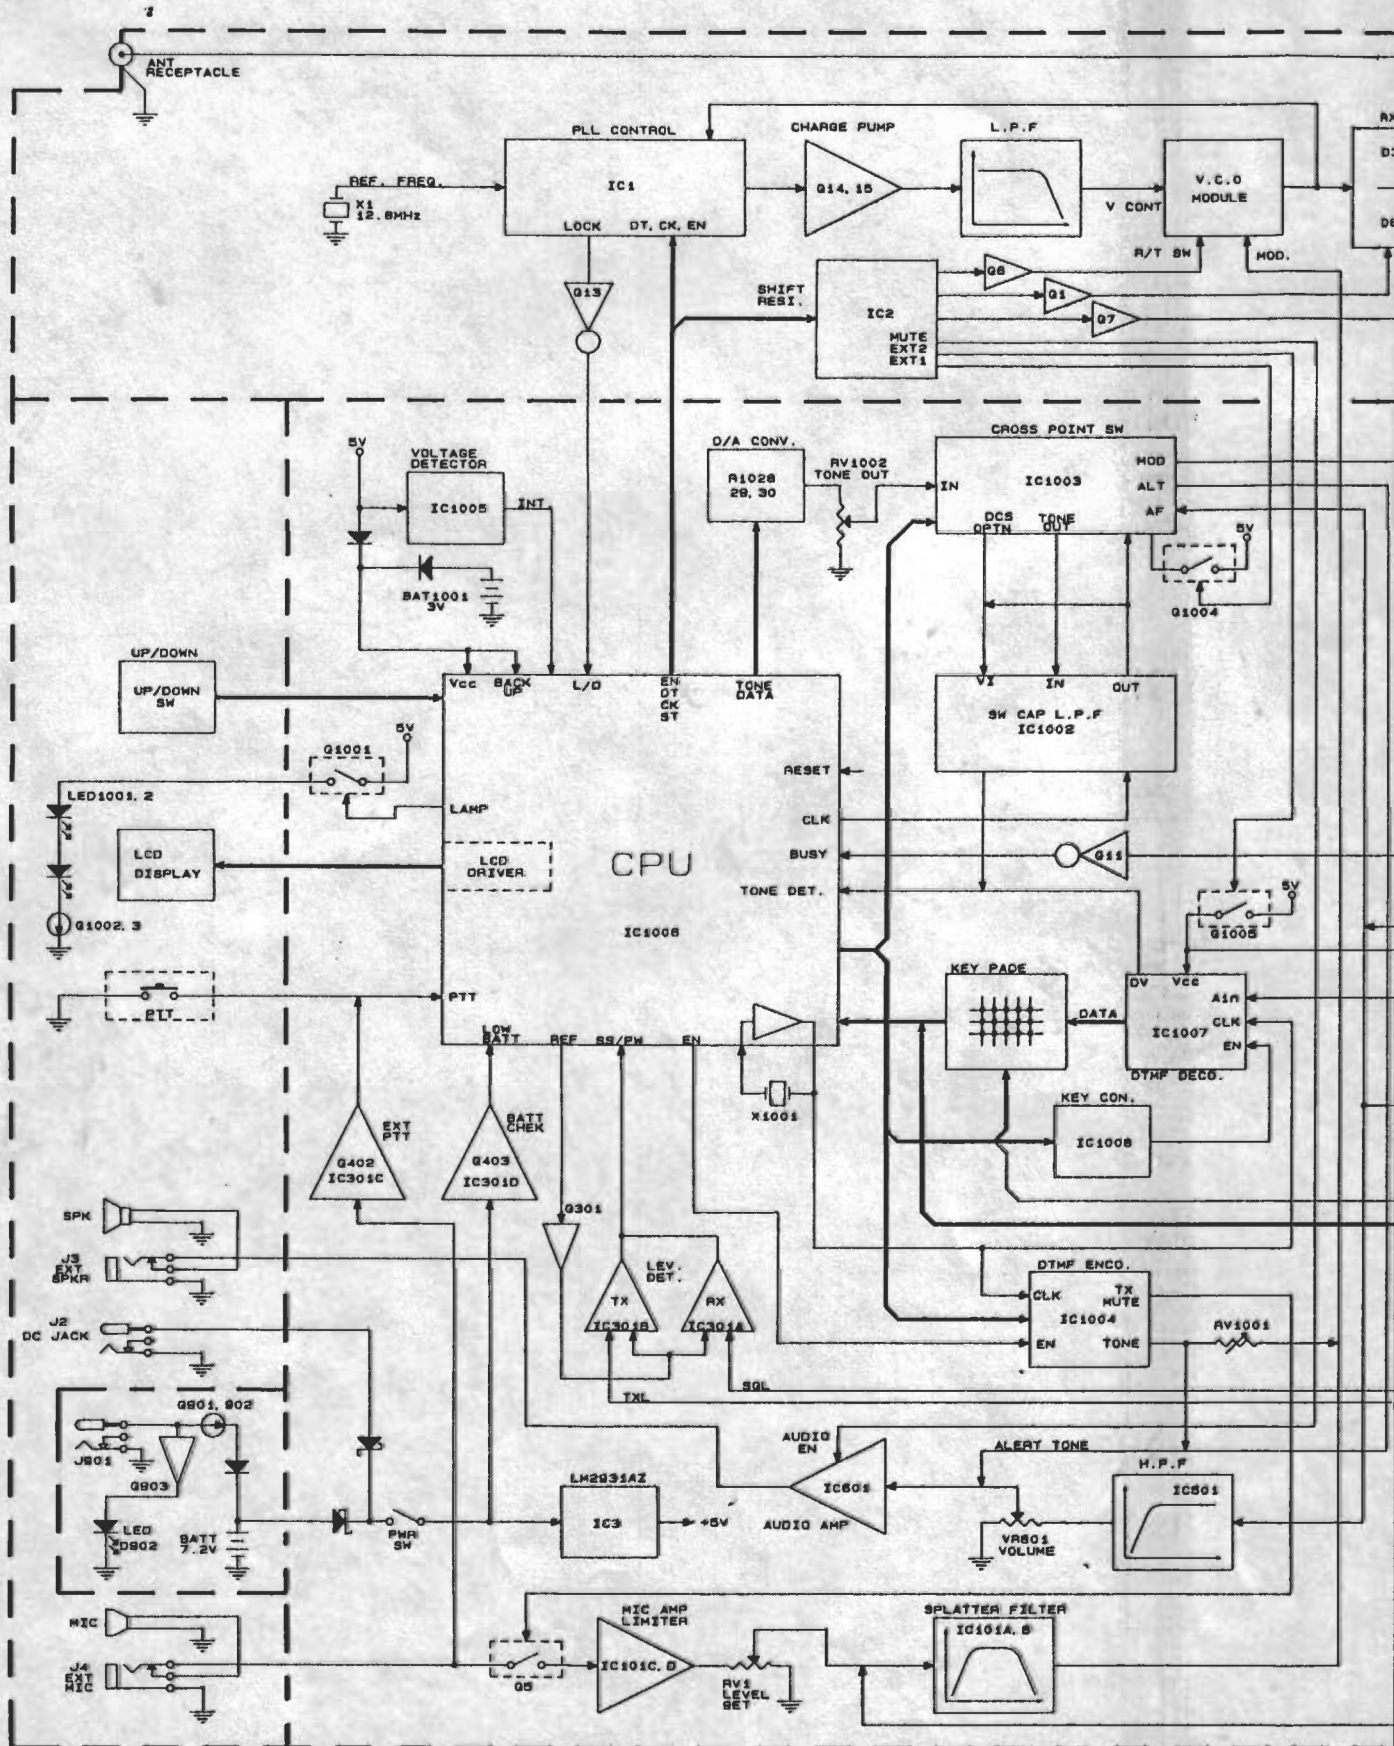 ANT
RECEPTACLE
PLL CONTROL
CHARGE PUMP
L.P.F
RX
IC1
REF. FREQ.
X1
12.8MHz
Q14, 15
V.C.O
MODULE
V CONT
LOCK
DT, CK, EN
R/T SW
MOD.
SHIFT
RESI.
Q13
IC2
Q6
Q1
Q7
MUTE
EXT2
EXT1
5V
VOLTAGE
DETECTOR
IC1005
INT
BAT1001
3V
D/A CONV.
R1028
29, 30
RV1002
TONE OUT
CROSS POINT SW
IN
IC1003
MOD
ALT
AF
DCS
OPTN
TONE
OUT
5V
Q1004
UP/DOWN
UP/DOWN
SW
Vcc
BACK
UP
L/D
EN
DT
CK
ST
TONE
DATA
VI
IN
OUT
SW CAP L.P.F
IC1002
Q1001
5V
LED1001, 2
LAMP
RESET
CLK
LCD
DISPLAY
LCD
DRIVER
CPU
BUSY
Q11
TONE DET.
Q1002, 3
IC1006
5V
Q1005
PTT
PTT
KEY PADE
DV
Vcc
Ain
DATA
CLK
IC1007
EN
DTMF DECO.
LOW
BATT
REF
SS/PW
EN
X1001
KEY CON.
IC1008
EXT
PTT
BATT
CHEK
Q402
IC301C
Q403
IC301D
Q301
SPK
J3
EXT
SPKR
LEV.
DET.
DTMF ENCO.
TX
IC301B
RX
IC301A
CLK
TX
MUTE
IC1004
EN
TONE
RV1001
J2
DC JACK
SQL
TXL
Q901, 902
J901
Q903
LED
D902
BATT
7.2V
PWR
SW
LM2931AZ
IC3
+5V
AUDIO
EN
IC601
AUDIO AMP
ALERT TONE
VR601
VOLUME
H.P.F
IC501
MIC
J4
EXT
MIC
Q5
MIC AMP
LIMITER
IC101C, D
RV1
LEVEL
SET
SPLATTER FILTER
IC101A, B